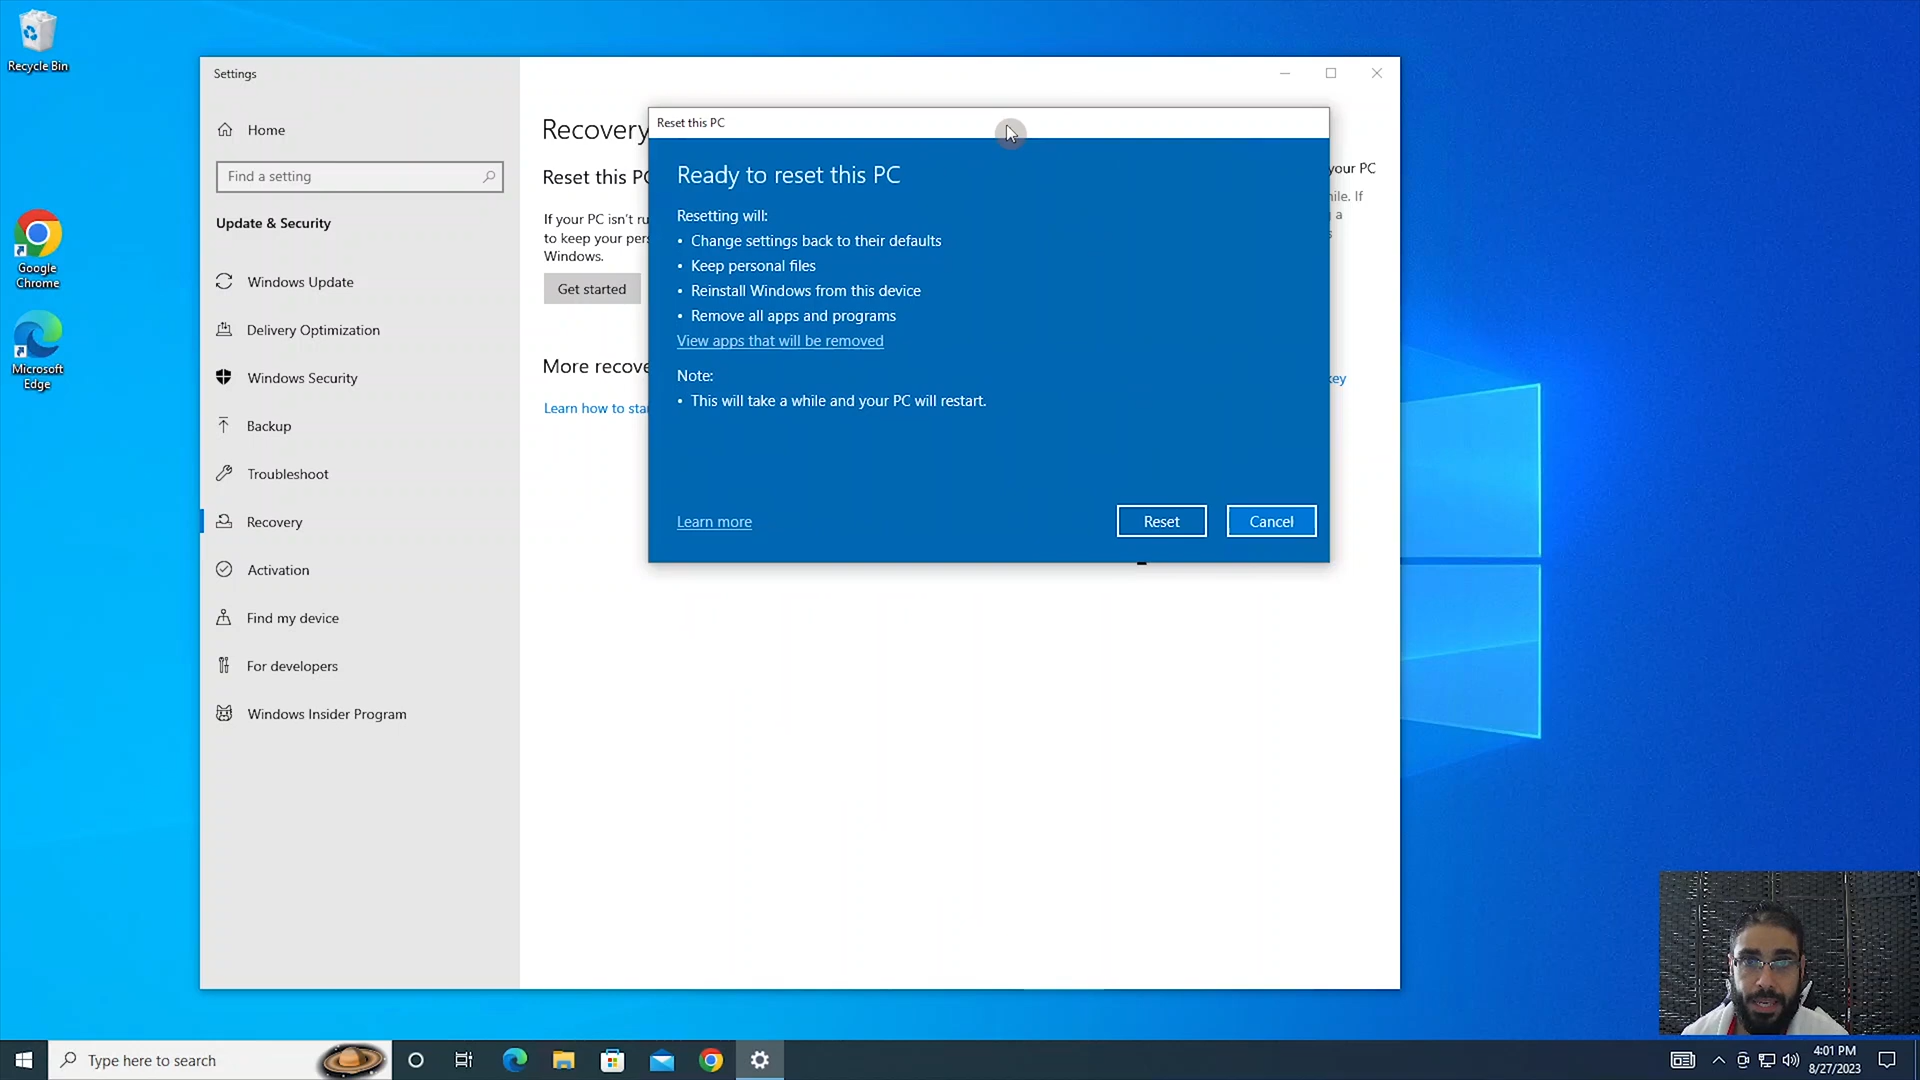 Recycle Bin
Google
Chrome
Microsoft
Edge
Settings
Home
Find a setting
Update & Security
Windows Update
Delivery Optimization
Windows Security
Backup
Troubleshoot
Recovery
Activation
Find my device
For developers
Windows Insider Program
Recovery
Reset this PC
If your PC isn't ru
to keep your pers
Windows.
Get started
More recove
Learn how to sta
your PC
hile. If
g a
s
key
Reset this PC
Ready to reset this PC
Resetting will:
• Change settings back to their defaults
• Keep personal files
• Reinstall Windows from this device
• Remove all apps and programs
View apps that will be removed
Note:
• This will take a while and your PC will restart.
Learn more
Reset
Cancel
Type here to search
4:01 PM
8/27/2023